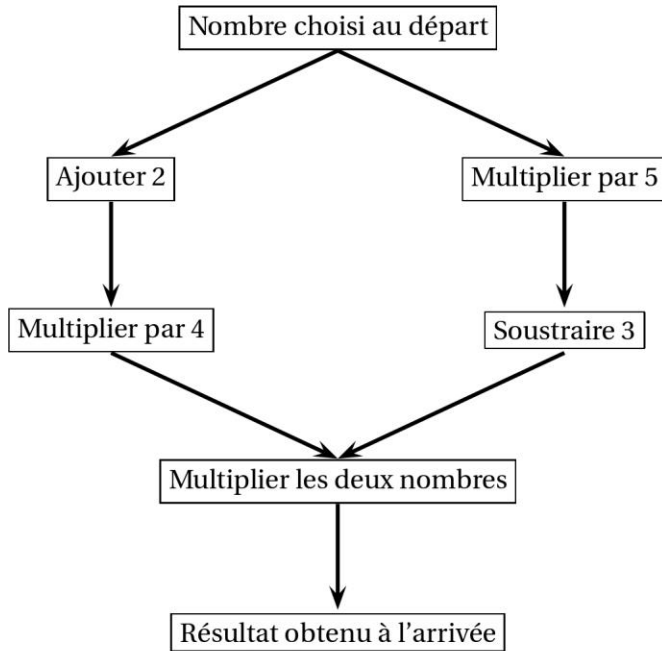 Nombre choisi au départ
Ajouter 2
Multiplier par 5
Multiplier par 4
Soustraire 3
Multiplier les deux nombres
Résultat obtenu à l'arrivée